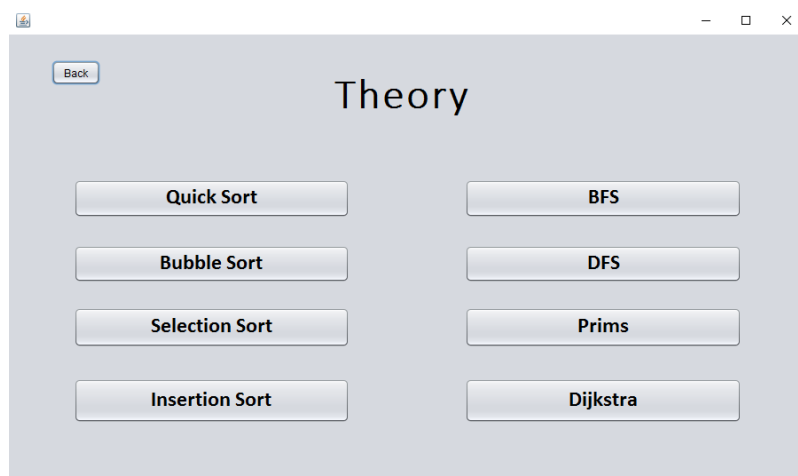 Back
Theory
Quick Sort
BFS
Bubble Sort
DFS
Selection Sort
Prims
Insertion Sort
Dijkstra